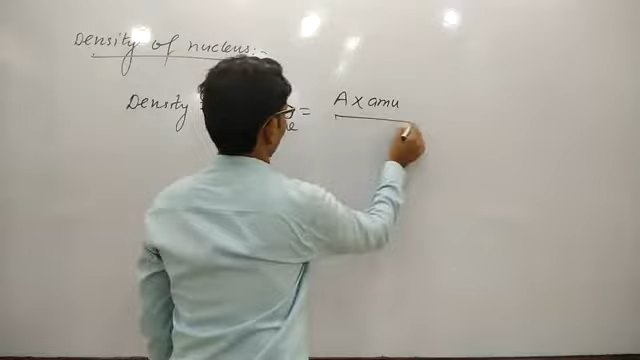 Density of nucleus:-
Density = A x amu